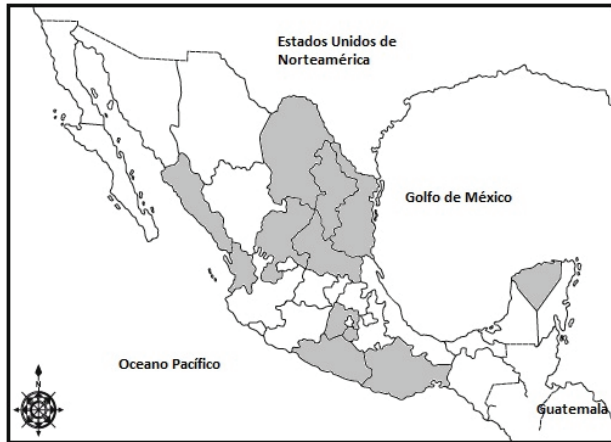 Estados Unidos de
Norteamérica
Golfo de México
Oceano Pacífico
Guatemala
N